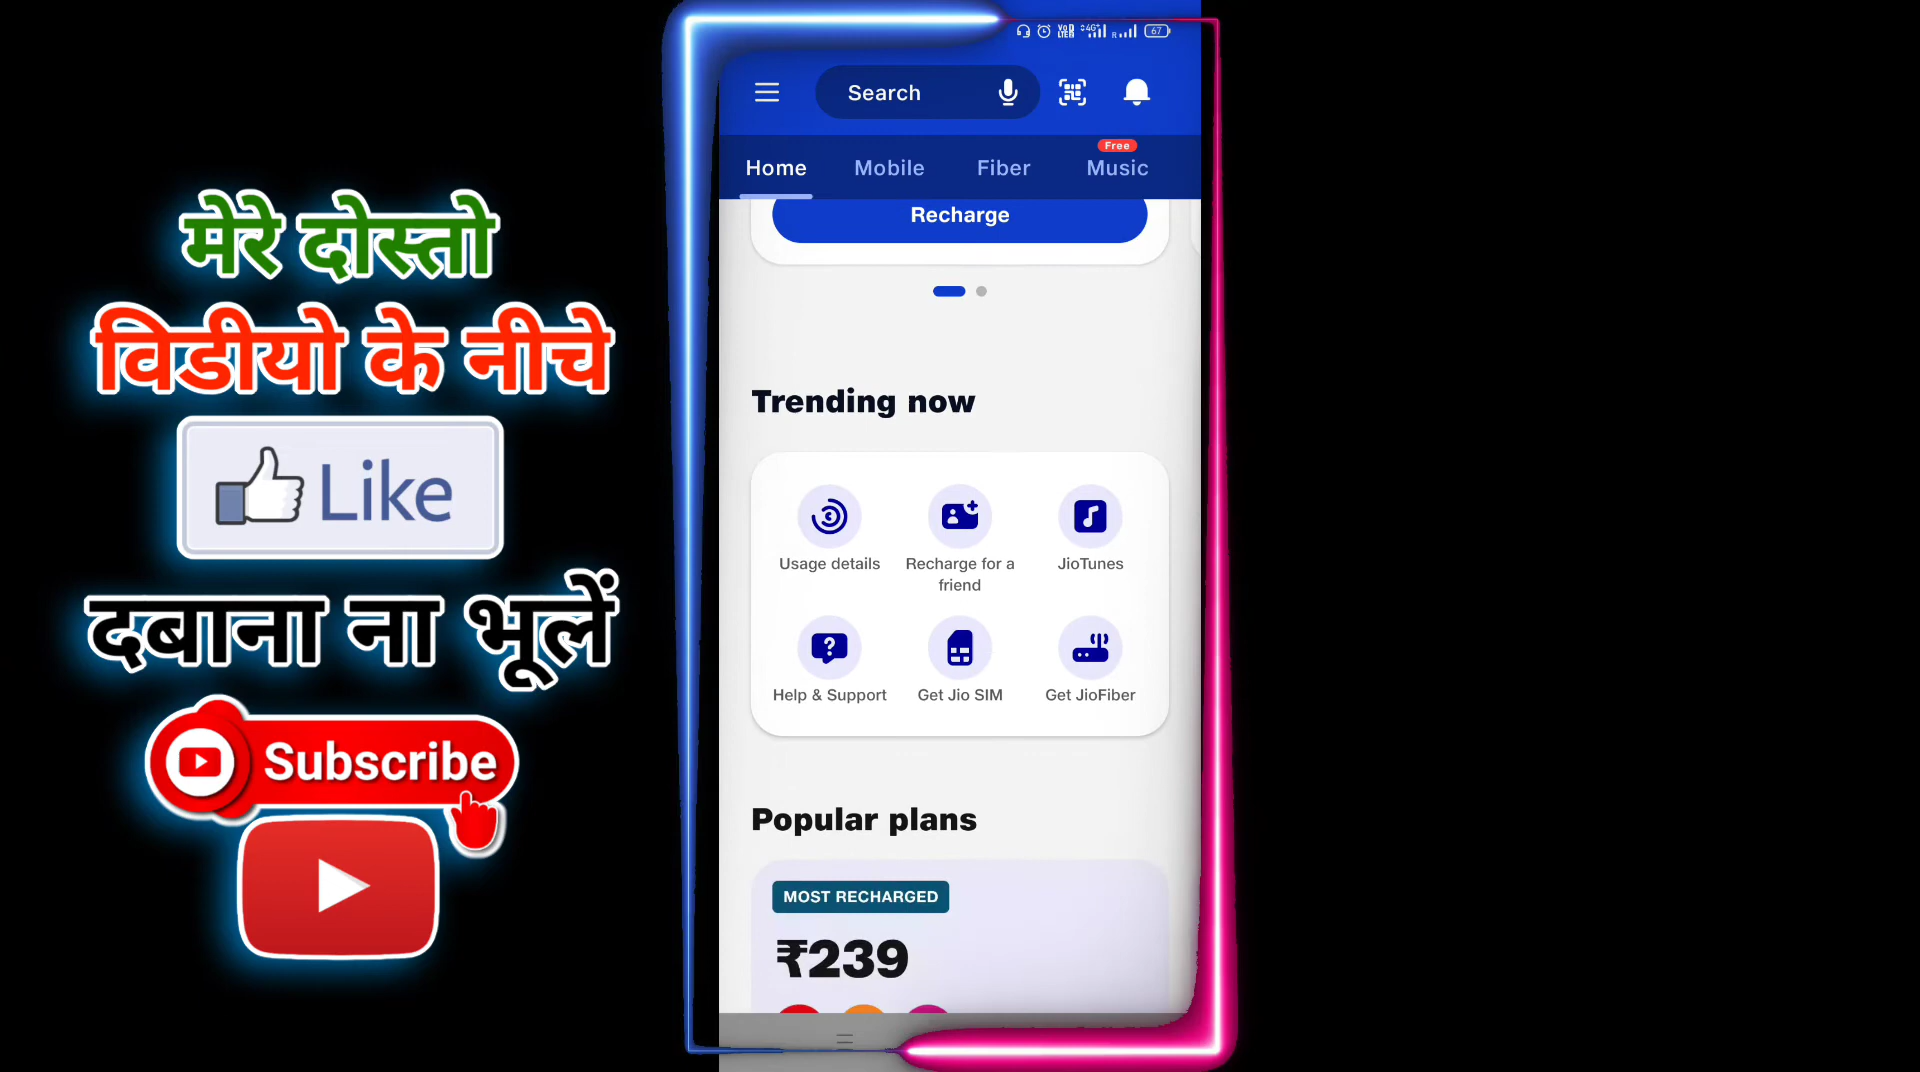 मेरे दोस्तो
विडीयो के नीचे
Like
दबाना ना भूलें
Subscribe
67
Search
Free
Home Mobile Fiber Music
Recharge
Trending now
Usage details
Recharge for a
friend
JioTunes
Help & Support
Get Jio SIM
Get JioFiber
Popular plans
MOST RECHARGED
₹239